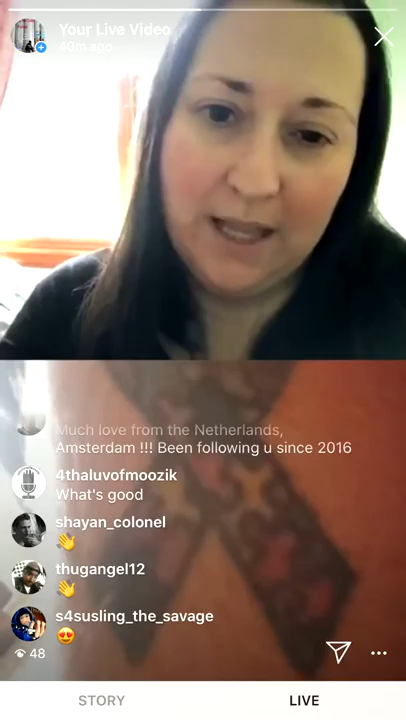 Your Live Video
40m ago
Much love from the Netherlands,
Amsterdam !!! Been following u since 2016
4thaluvofmoozik
What's good
shayan_colonel
👋
thugangel12
👋
s4susling_the_savage
😍
48
STORY
LIVE